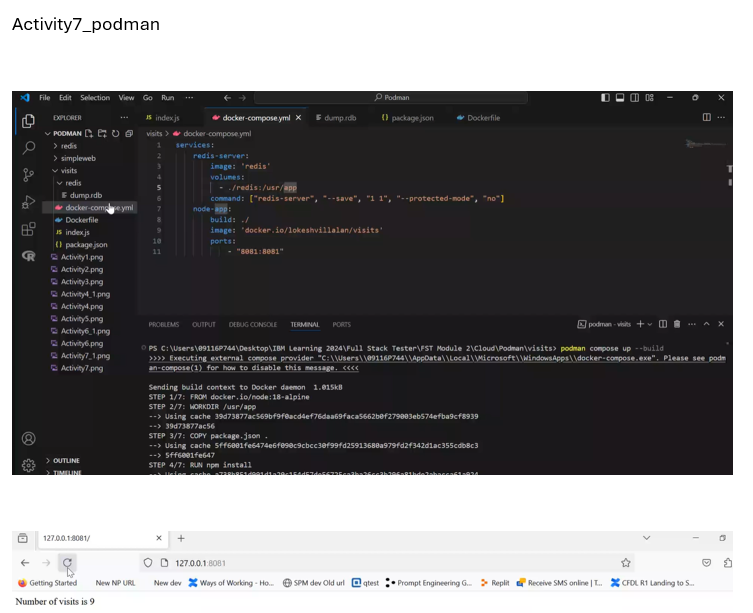 Activity7_podman
File Edit Selection View Go Run ··· Podman
EXPLORER ··· index.js docker-compose.yml dump.rdb package.json Dockerfile
PODMAN
visits > docker-compose.yml
redis
simpleweb
visits
redis
dump.rdb
docker-compose.yml
Dockerfile
index.js
package.json
Activity1.png
Activity2.png
Activity3.png
Activity4_1.png
Activity4.png
Activity5.png
Activity6_1.png
Activity6.png
Activity7_1.png
Activity7.png
OUTLINE
TIMELINE
1 services:
2 redis-server:
3 image: 'redis'
4 volumes:
5 - ./redis:/usr/app
6 command: ["redis-server", "--save", "1 1", "--protected-mode", "no"]
7 node-app:
8 build: ./
9 image: 'docker.io/lokeshvillalan/visits'
10 ports:
11 - "8081:8081"
PROBLEMS OUTPUT DEBUG CONSOLE TERMINAL PORTS podman - visits
PS C:\Users\09116P744\Desktop\IBM Learning 2024\Full Stack Tester\FST Module 2\Cloud\Podman\visits> podman compose up --build
>>>> Executing external compose provider "C:\\Users\\09116P744\\AppData\\Local\\Microsoft\\WindowsApps\\docker-compose.exe". Please see podm
an-compose(1) for how to disable this message. <<<<
Sending build context to Docker daemon 1.015kB
STEP 1/7: FROM docker.io/node:18-alpine
STEP 2/7: WORKDIR /usr/app
--> Using cache 39d73877ac569bf9f0acd4ef76daa69faca5662b0f279003eb574efba9cf8939
--> 39d73877ac56
STEP 3/7: COPY package.json .
--> Using cache 5ff6001fe6474e6f090c9cbcc30f99fd25913680a979fd2f342d1ac355cdb8c3
--> 5ff6001fe647
STEP 4/7: RUN npm install
127.0.0.1:8081/
127.0.0.1:8081
Getting Started New NP URL New dev Ways of Working - Ho... SPM dev Old url qtest Prompt Engineering G... Replit Receive SMS online | T... CFDL R1 Landing to S...
Number of visits is 9